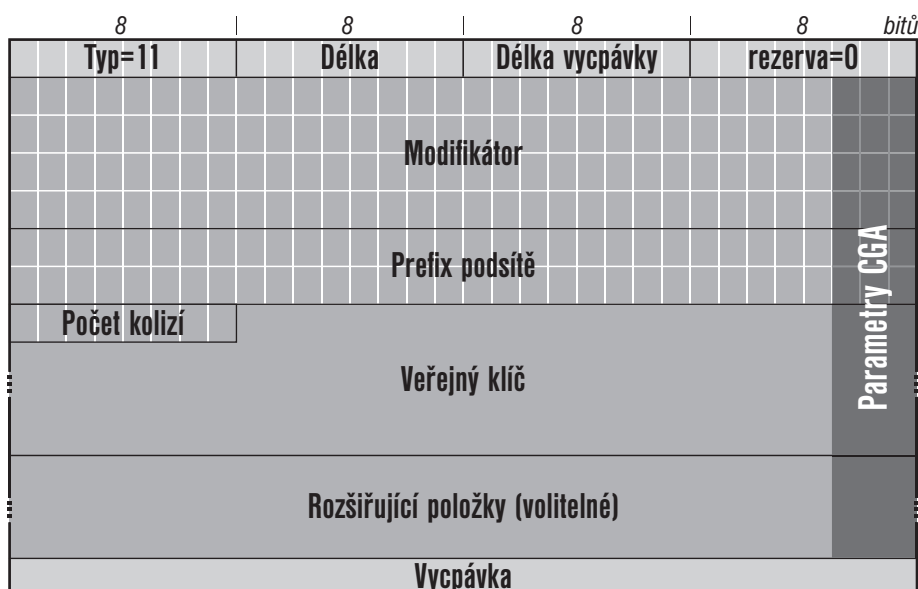 8 8 8 8 bitů
Typ=11 Délka Délka vycpávky rezerva=0
Modifikátor
Prefix podsítě
Parametry CGA
Počet kolizí
Veřejný klíč
Rozšiřující položky (volitelné)
Vycpávka